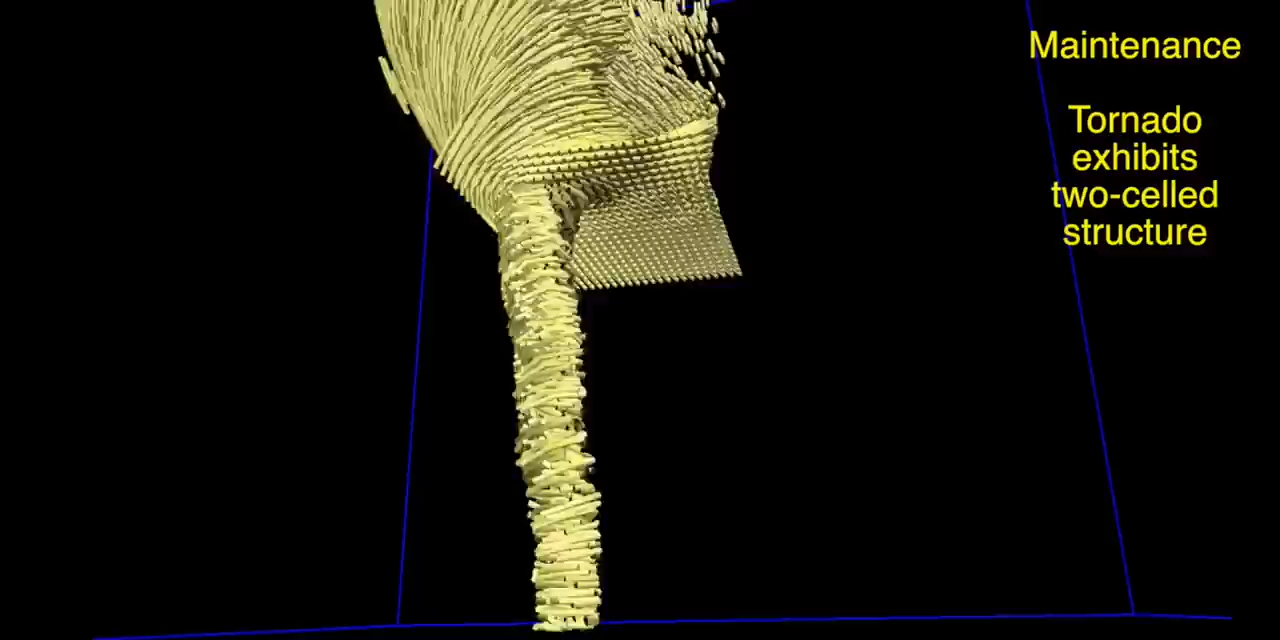 Maintenance
Tornado
exhibits
two-celled
structure